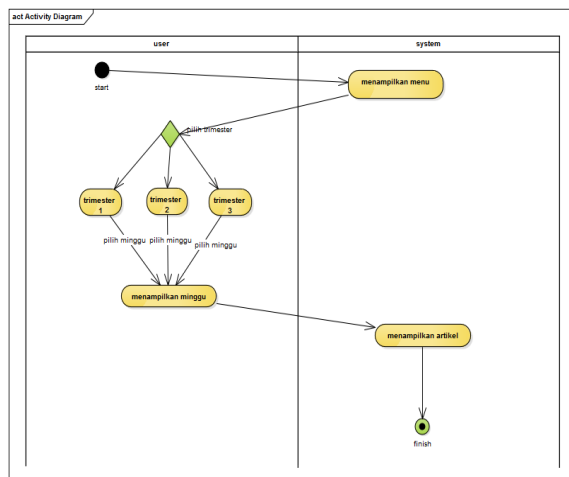 act Activity Diagram
user
system
start
menampilkan menu
pilih trimester
trimester
1
trimester
2
trimester
3
pilih minggu
pilih minggu
pilih minggu
menampilkan minggu
menampilkan artikel
finish